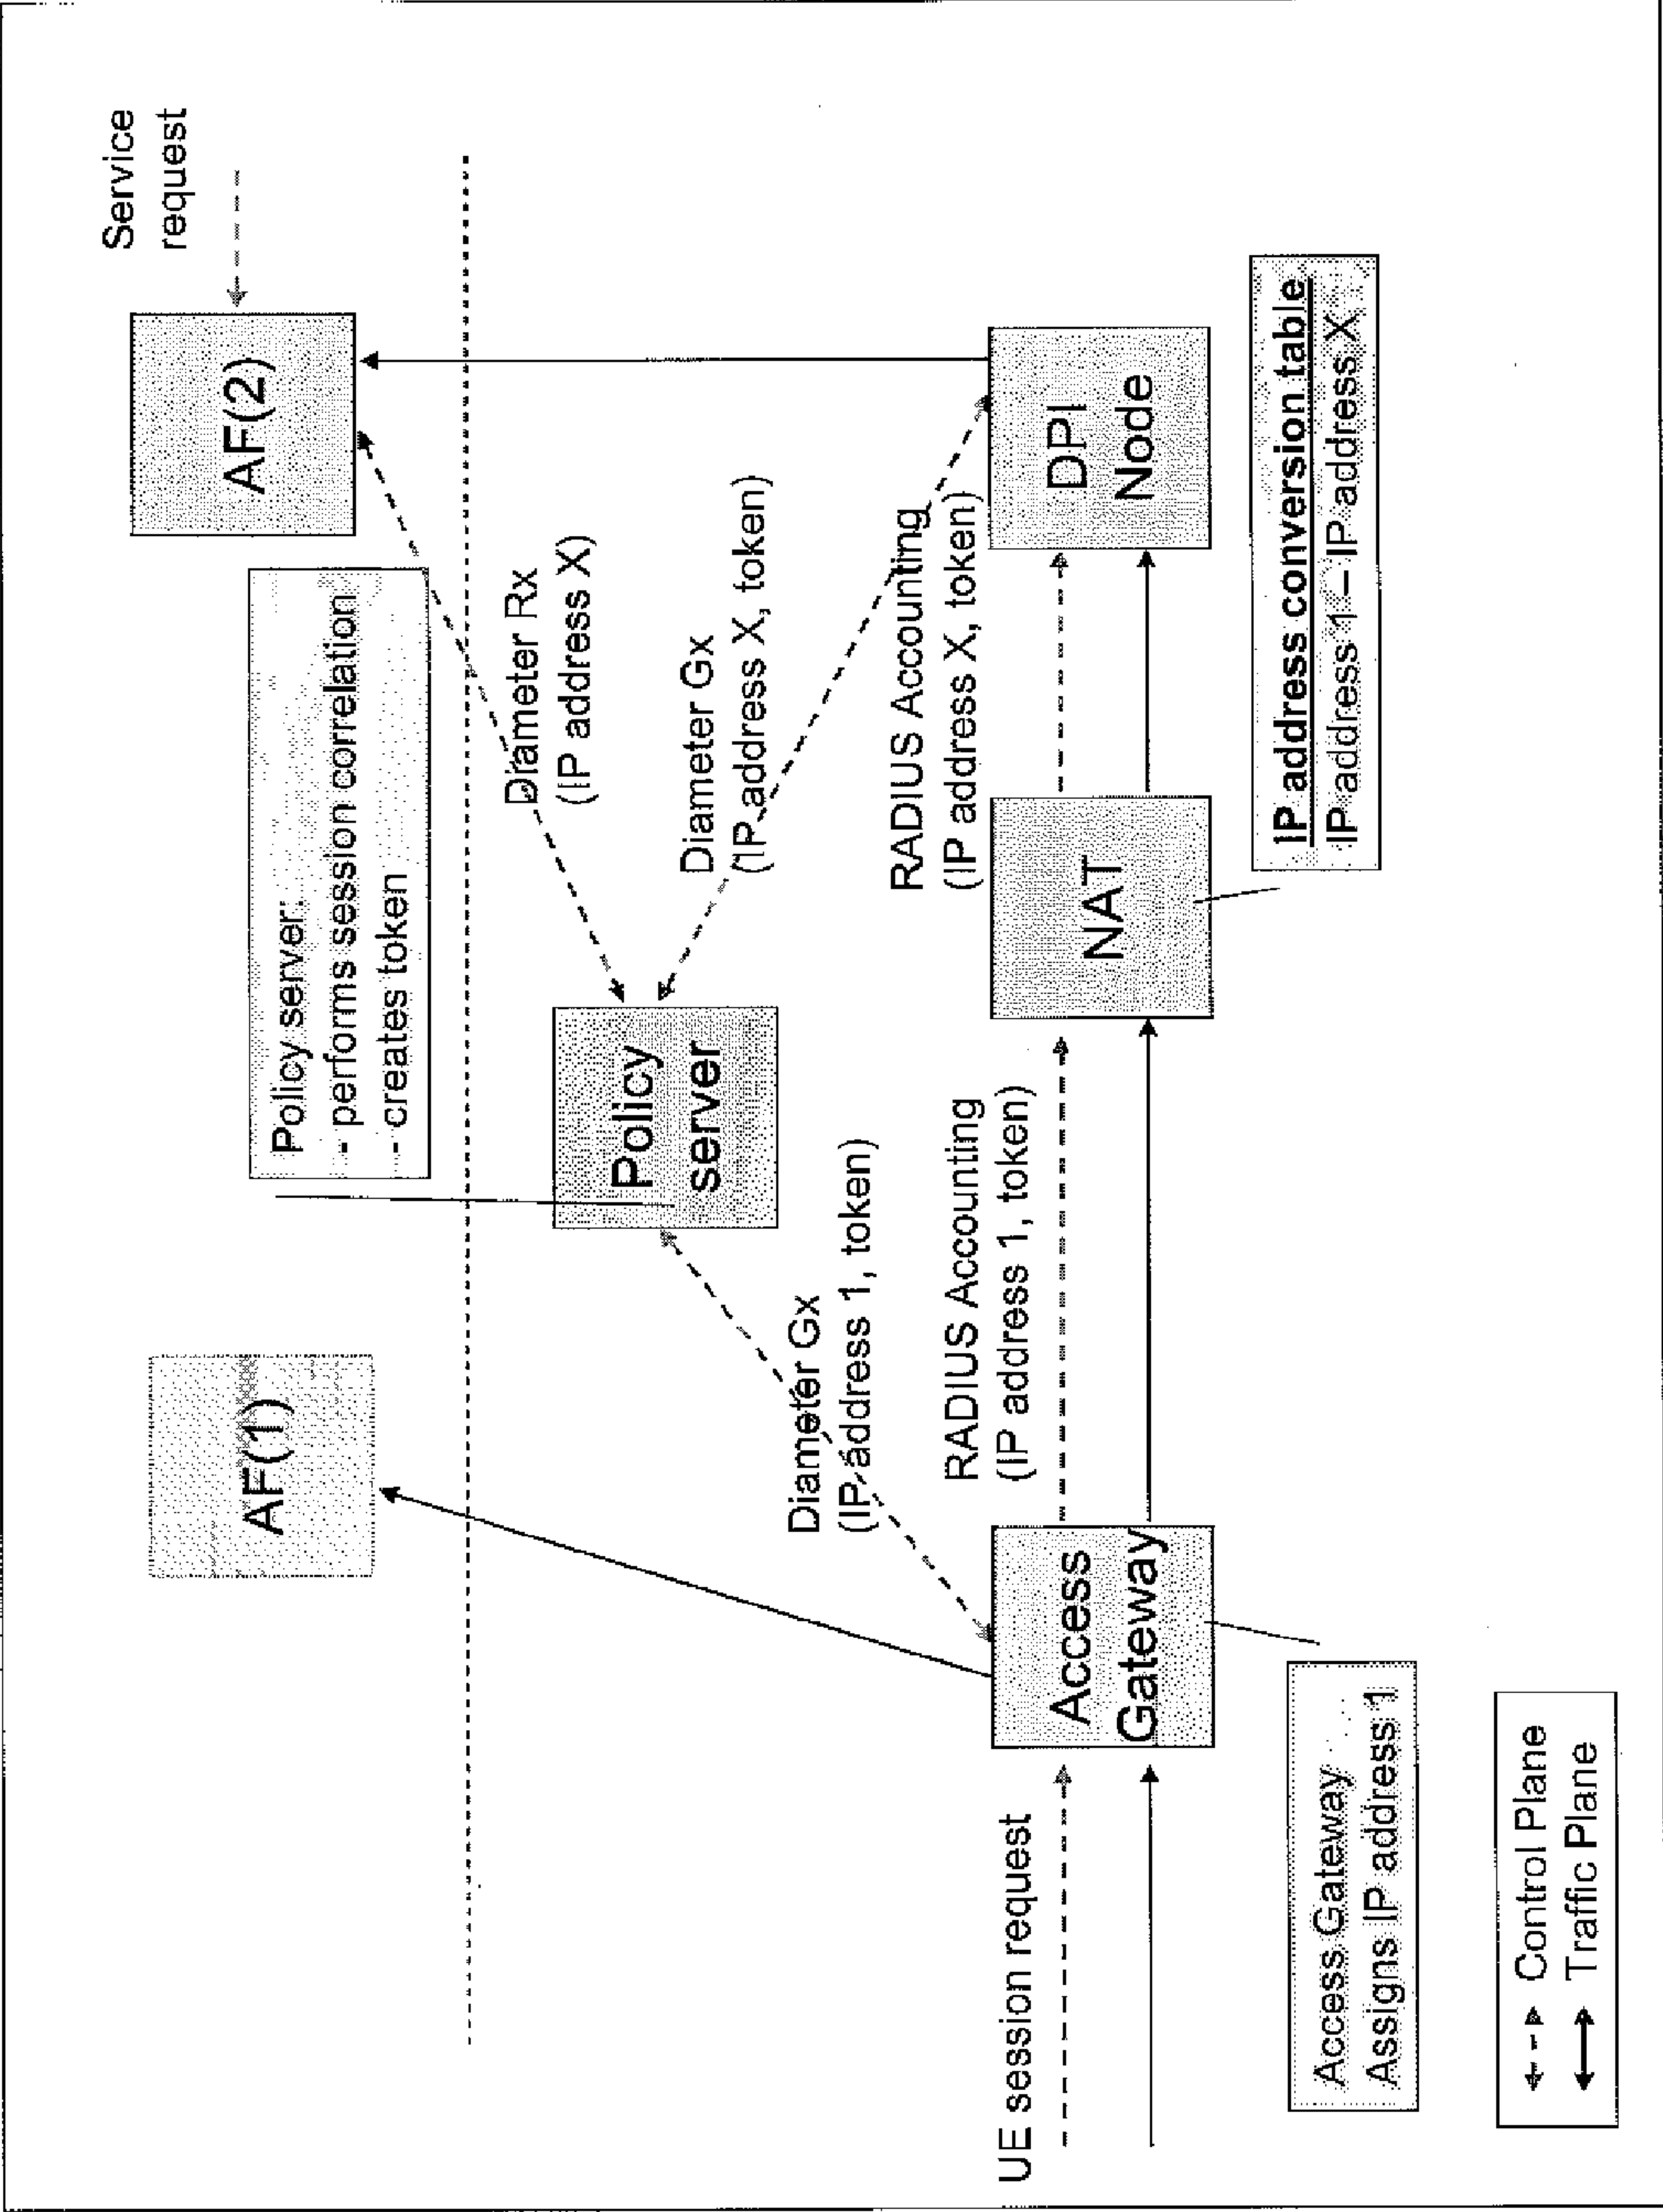 Service
request
AF(1)
AF(2)
Policy server:
- performs session correlation
- creates token
Diameter Rx
(IP address X)
Policy
server
Diameter Gx
(IP address X, token)
Diameter Gx
(IP address 1, token)
RADIUS Accounting
(IP address X, token)
RADIUS Accounting
(IP address 1, token)
UE session request
Access
Gateway
NAT
DPI
Node
IP address conversion table
IP address 1 – IP address X
Access Gateway
Assigns IP address 1
Control Plane
Traffic Plane